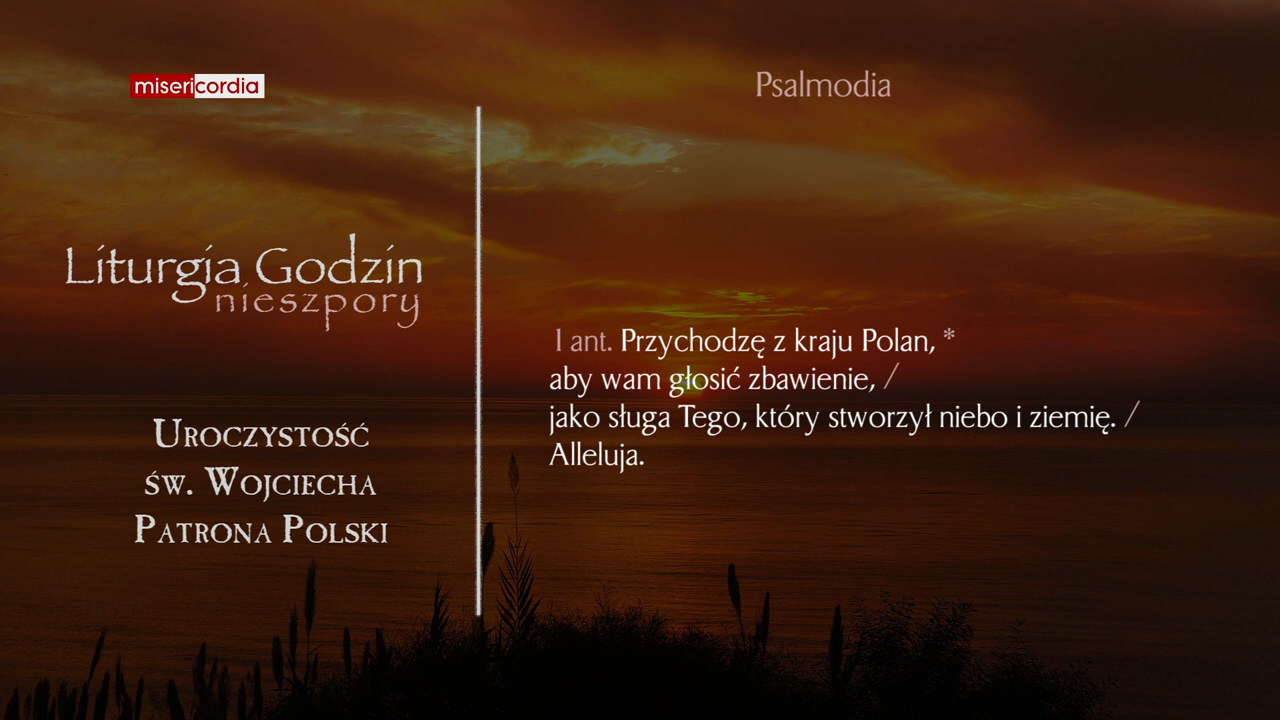 misericordia
Psalmodia
Liturgia Godzin
nieszpory
Uroczystość
św. Wojciecha
Patrona Polski
1 ant. Przychodzę z kraju Polan, *
aby wam głosić zbawienie, /
jako sługa Tego, który stworzył niebo i ziemię. /
Alleluja.